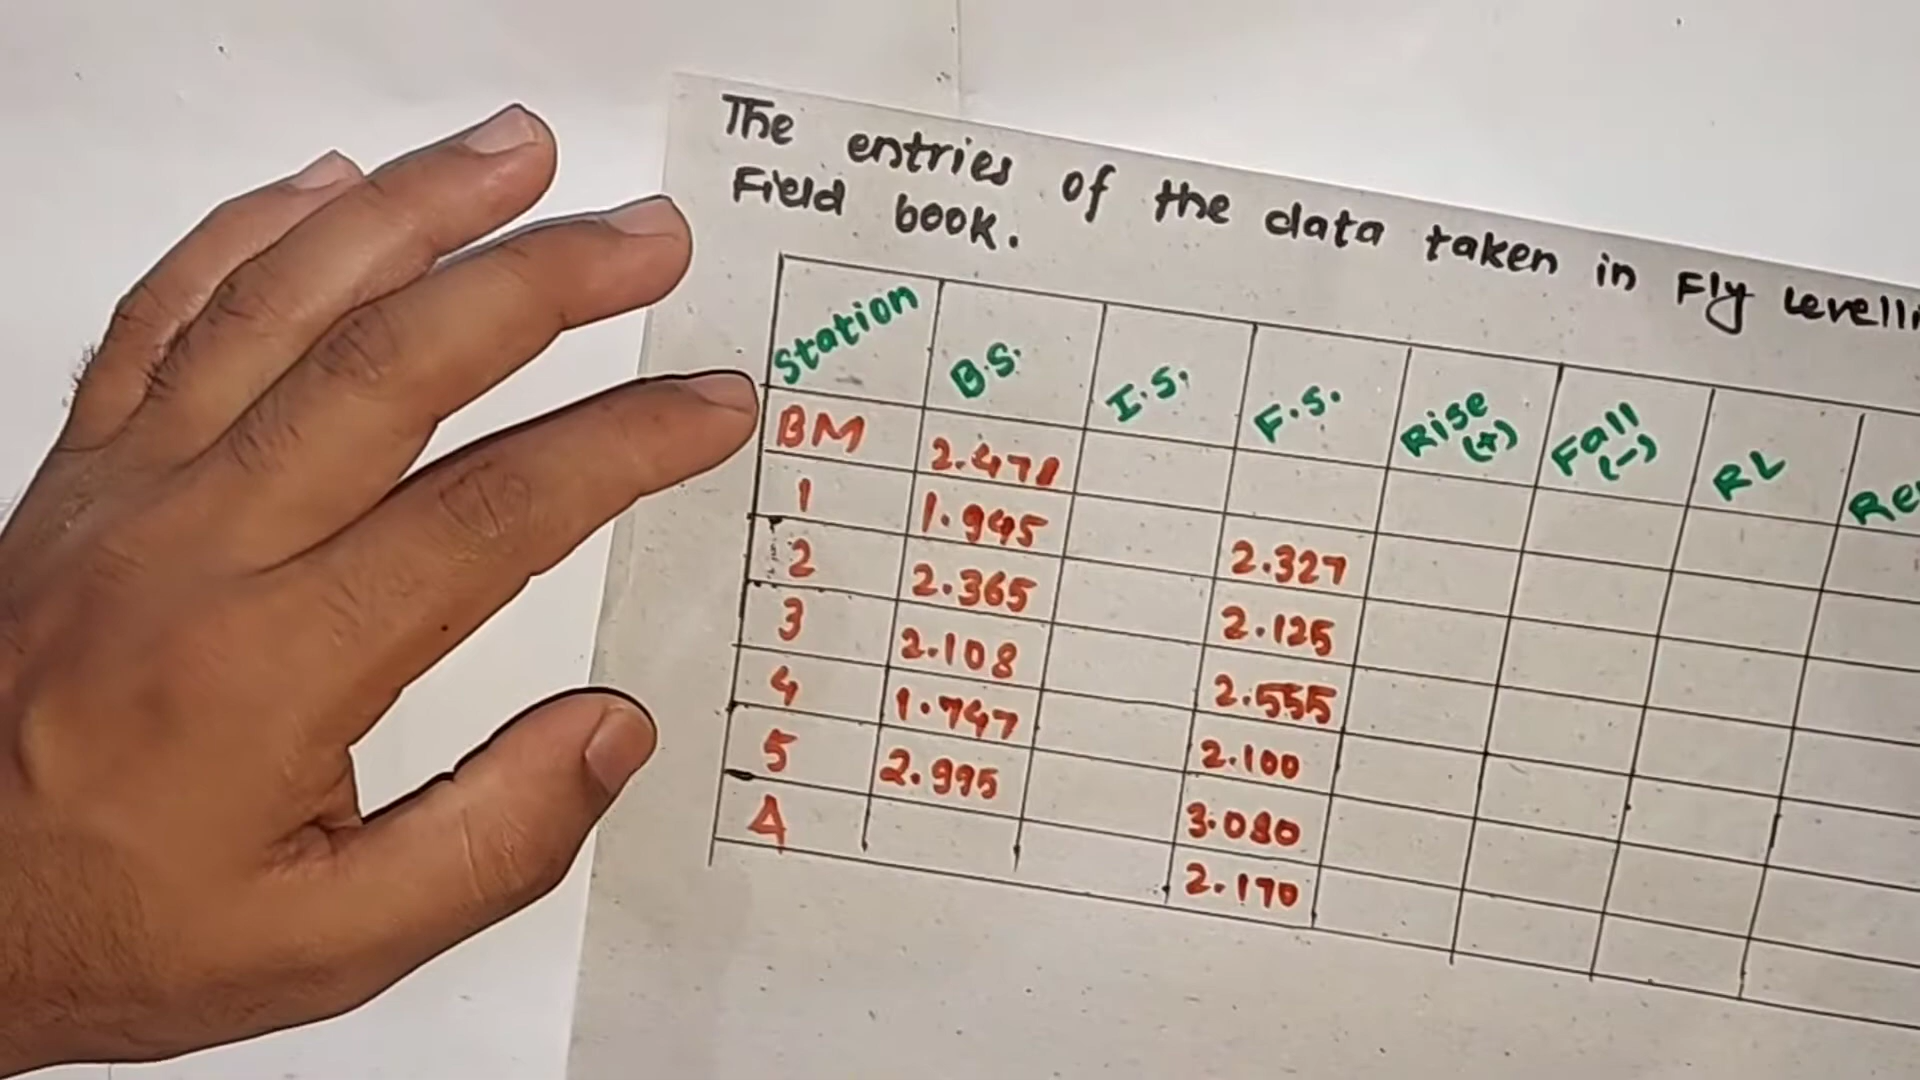 The entries of the data taken in Fly
Field book.
Station B.S. I.S. F.S. Rise (+) Fall (-) RL
BM 2.478
1 1.945 2.327
2 2.365 2.125
3 2.108 2.555
4 1.747 2.100
5 2.995 3.080
A 2.170